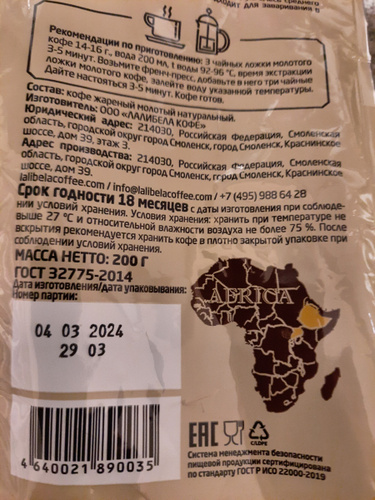 ходит для заваривания в
Рекомендации по приготовлению: 3 чайных ложки молотого
кофе 14-16 г., вода 200 мл, t воды 92-96 °С, время экстракции
3-5 минут. Возьмите френч-пресс, добавьте в него три чайные
ложки молотого кофе, залейте воду указанной температуры.
Дайте настояться 3-5 минут. Кофе готов.
Состав: кофе жареный молотый натуральный.
Изготовитель: ООО «ЛАЛИБЕЛА КОФЕ»
Юридический адрес: 214030, Российская Федерация, Смоленская
область, городской округ город Смоленск, город Смоленск, Краснинское
шоссе, дом 39, этаж 3.
Адрес производства: 214030, Российская Федерация, Смоленская
область, городской округ город Смоленск, город Смоленск, Краснинское
шоссе, дом 39.
lalibelacoffee.com / info@lalibelacoffee.com / +7 (495) 988 64 28
Срок годности 18 месяцев с даты изготовления при соблюде-
нии условий хранения. Условия хранения: хранить при температуре не
выше 27 °С и относительной влажности воздуха не более 75 %. После
вскрытия рекомендуется хранить кофе в плотно закрытой упаковке при
соблюдении условий хранения.
МАССА НЕТТО: 200 г
ГОСТ 32775-2014
Дата изготовления/дата упаковывания:
Номер партии:
AFRICA
04 03 2024
29 03
4 640021 890035
EAC
C/LDPE
Система менеджмента безопасности
пищевой продукции сертифицирована
по стандарту ГОСТ Р ИСО 22000-2019